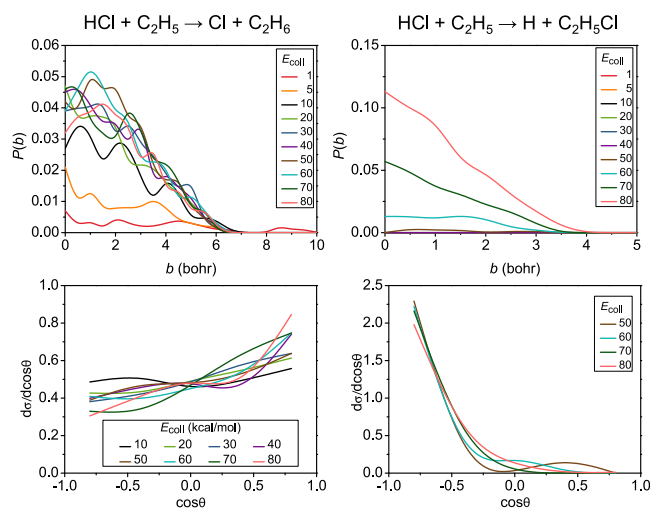 HCl + C₂H₅ → Cl + C₂H₆
HCl + C₂H₅ → H + C₂H₅Cl
0.06
0.05
0.04
0.03
0.02
0.01
0.00
P(b)
0 2 4 6 8 10
b (bohr)
E_coll
1
5
10
20
30
40
50
60
70
80
0.15
0.10
0.05
0.00
P(b)
0 1 2 3 4 5
b (bohr)
E_coll
1
5
10
20
30
40
50
60
70
80
1.0
0.8
0.6
0.4
0.2
0.0
dσ/dcosθ
-1.0 -0.5 0.0 0.5 1.0
cosθ
E_coll (kcal/mol)
10 20 30 40
50 60 70 80
2.5
2.0
1.5
1.0
0.5
0.0
dσ/dcosθ
-1.0 -0.5 0.0 0.5 1.0
cosθ
E_coll
50
60
70
80